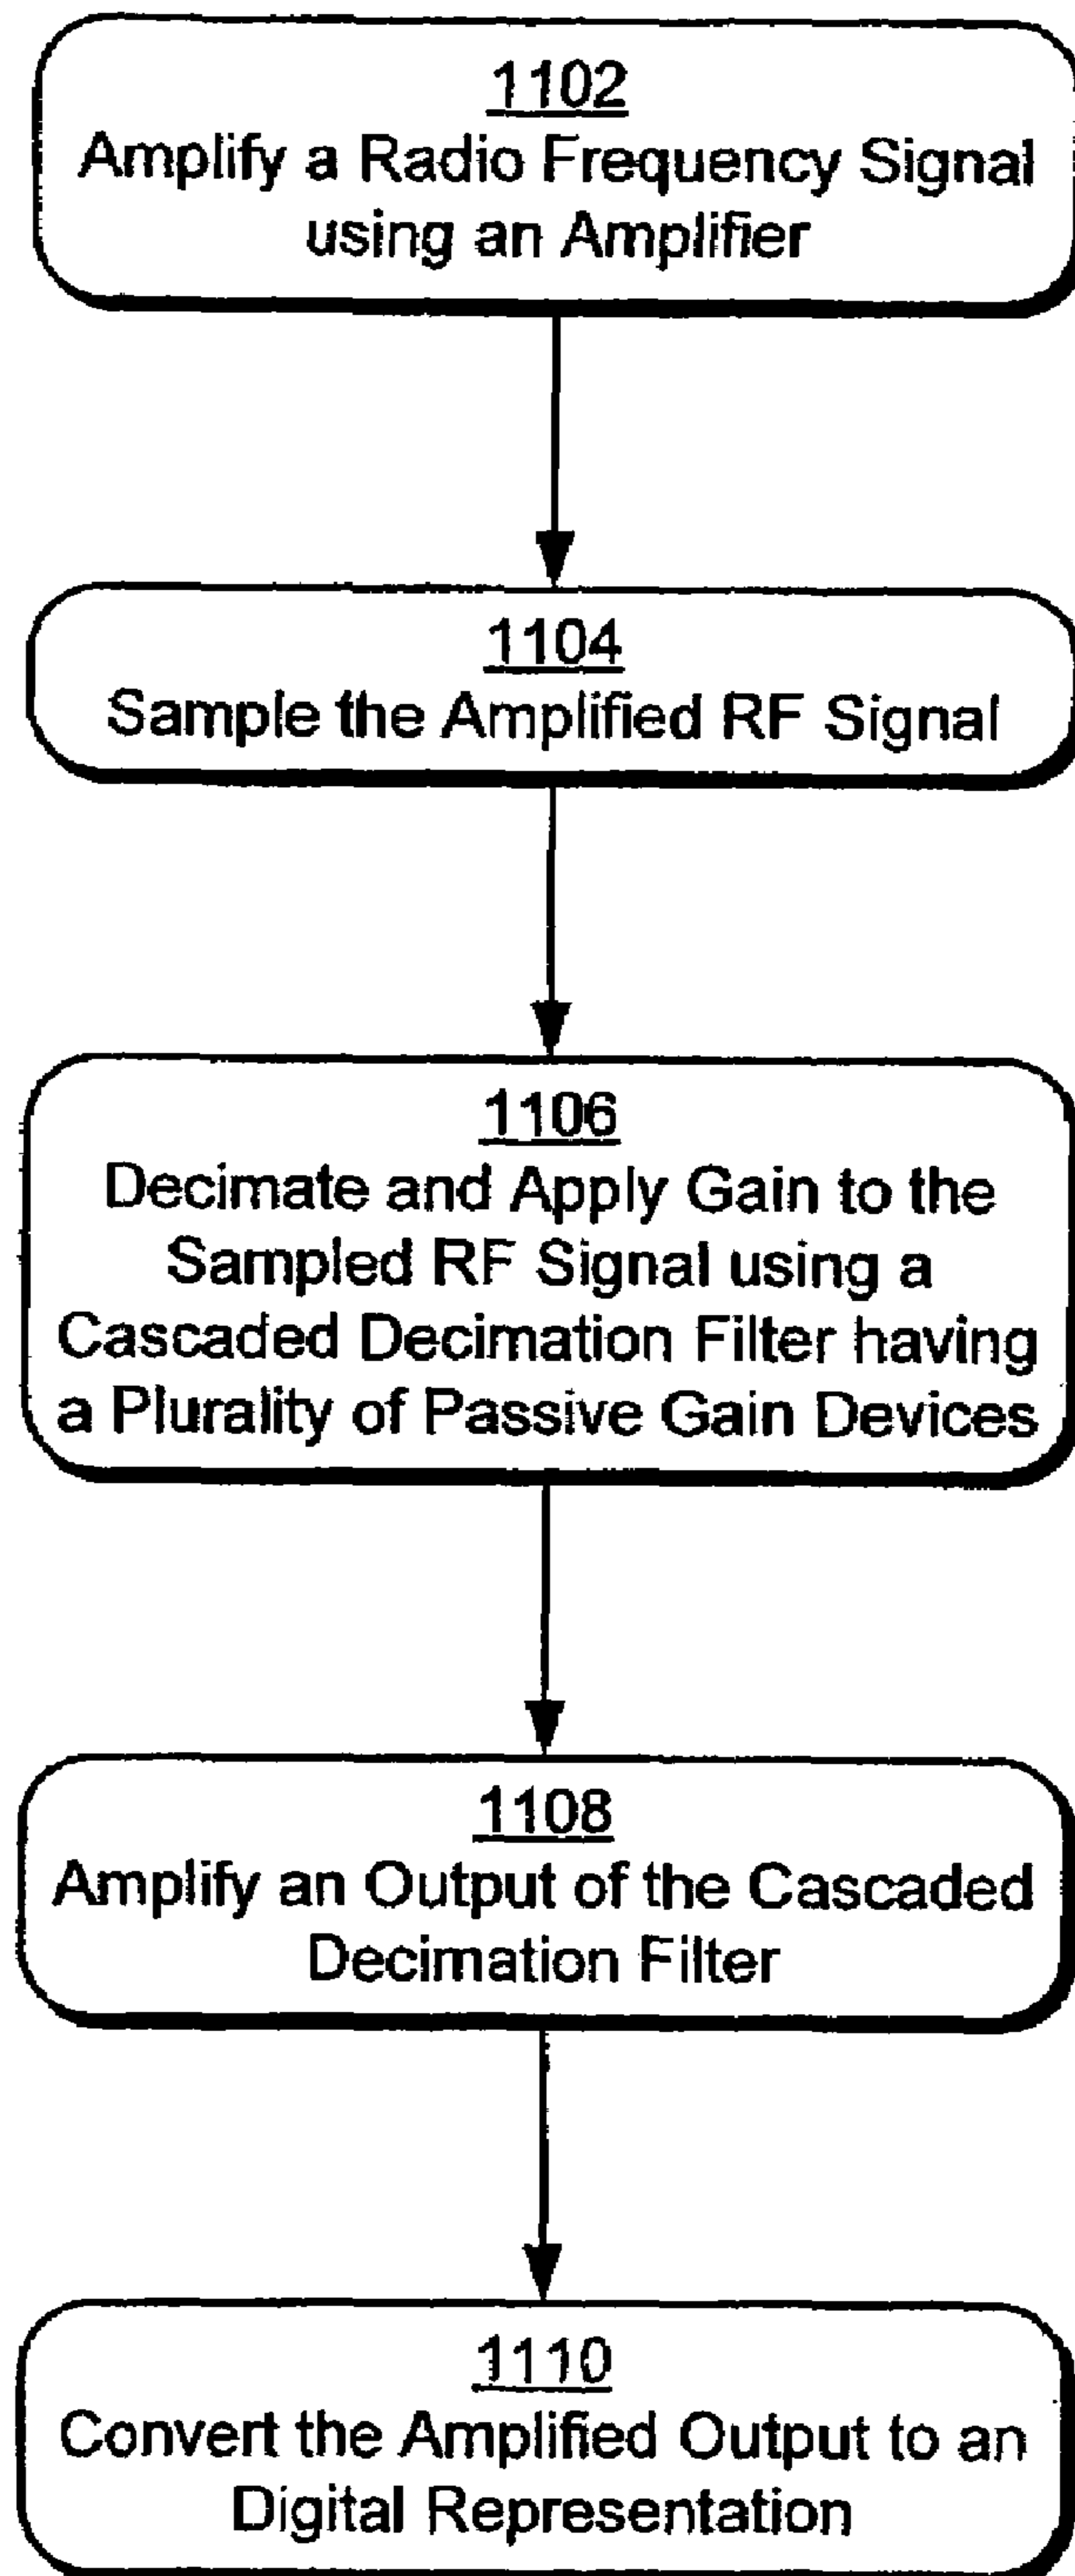 1102
Amplify a Radio Frequency Signal
using an Amplifier
1104
Sample the Amplified RF Signal
1106
Decimate and Apply Gain to the
Sampled RF Signal using a
Cascaded Decimation Filter having
a Plurality of Passive Gain Devices
1108
Amplify an Output of the Cascaded
Decimation Filter
1110
Convert the Amplified Output to an
Digital Representation